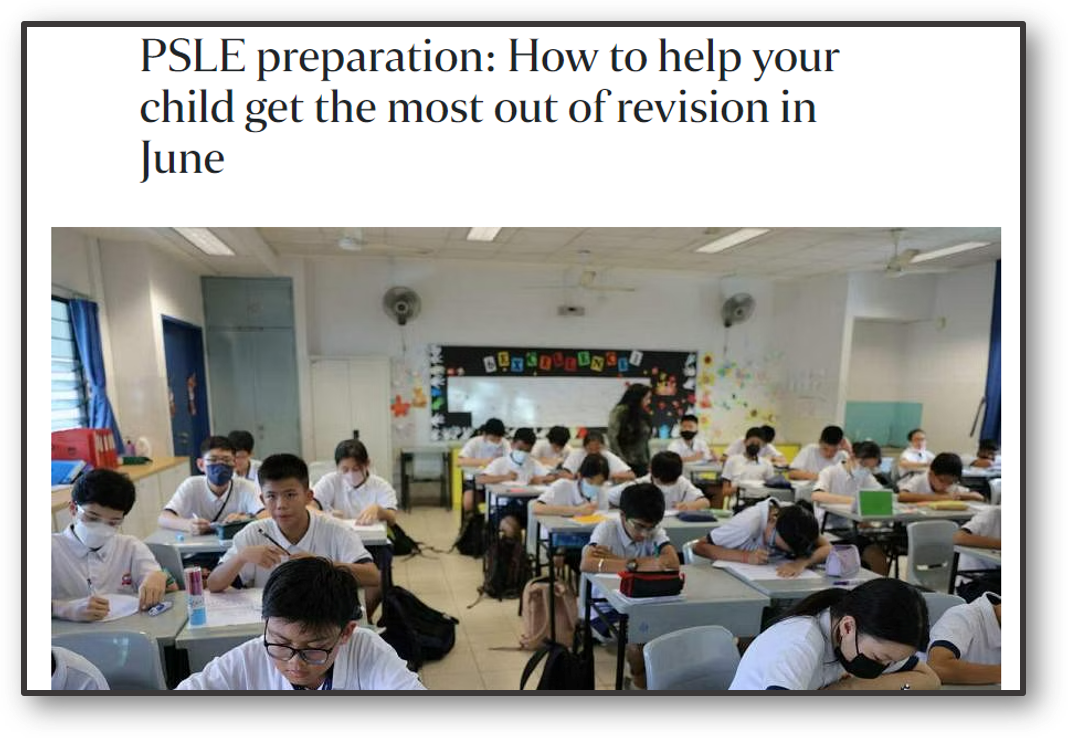 PSLE preparation: How to help your
child get the most out of revision in
June
EXCELLENCE!